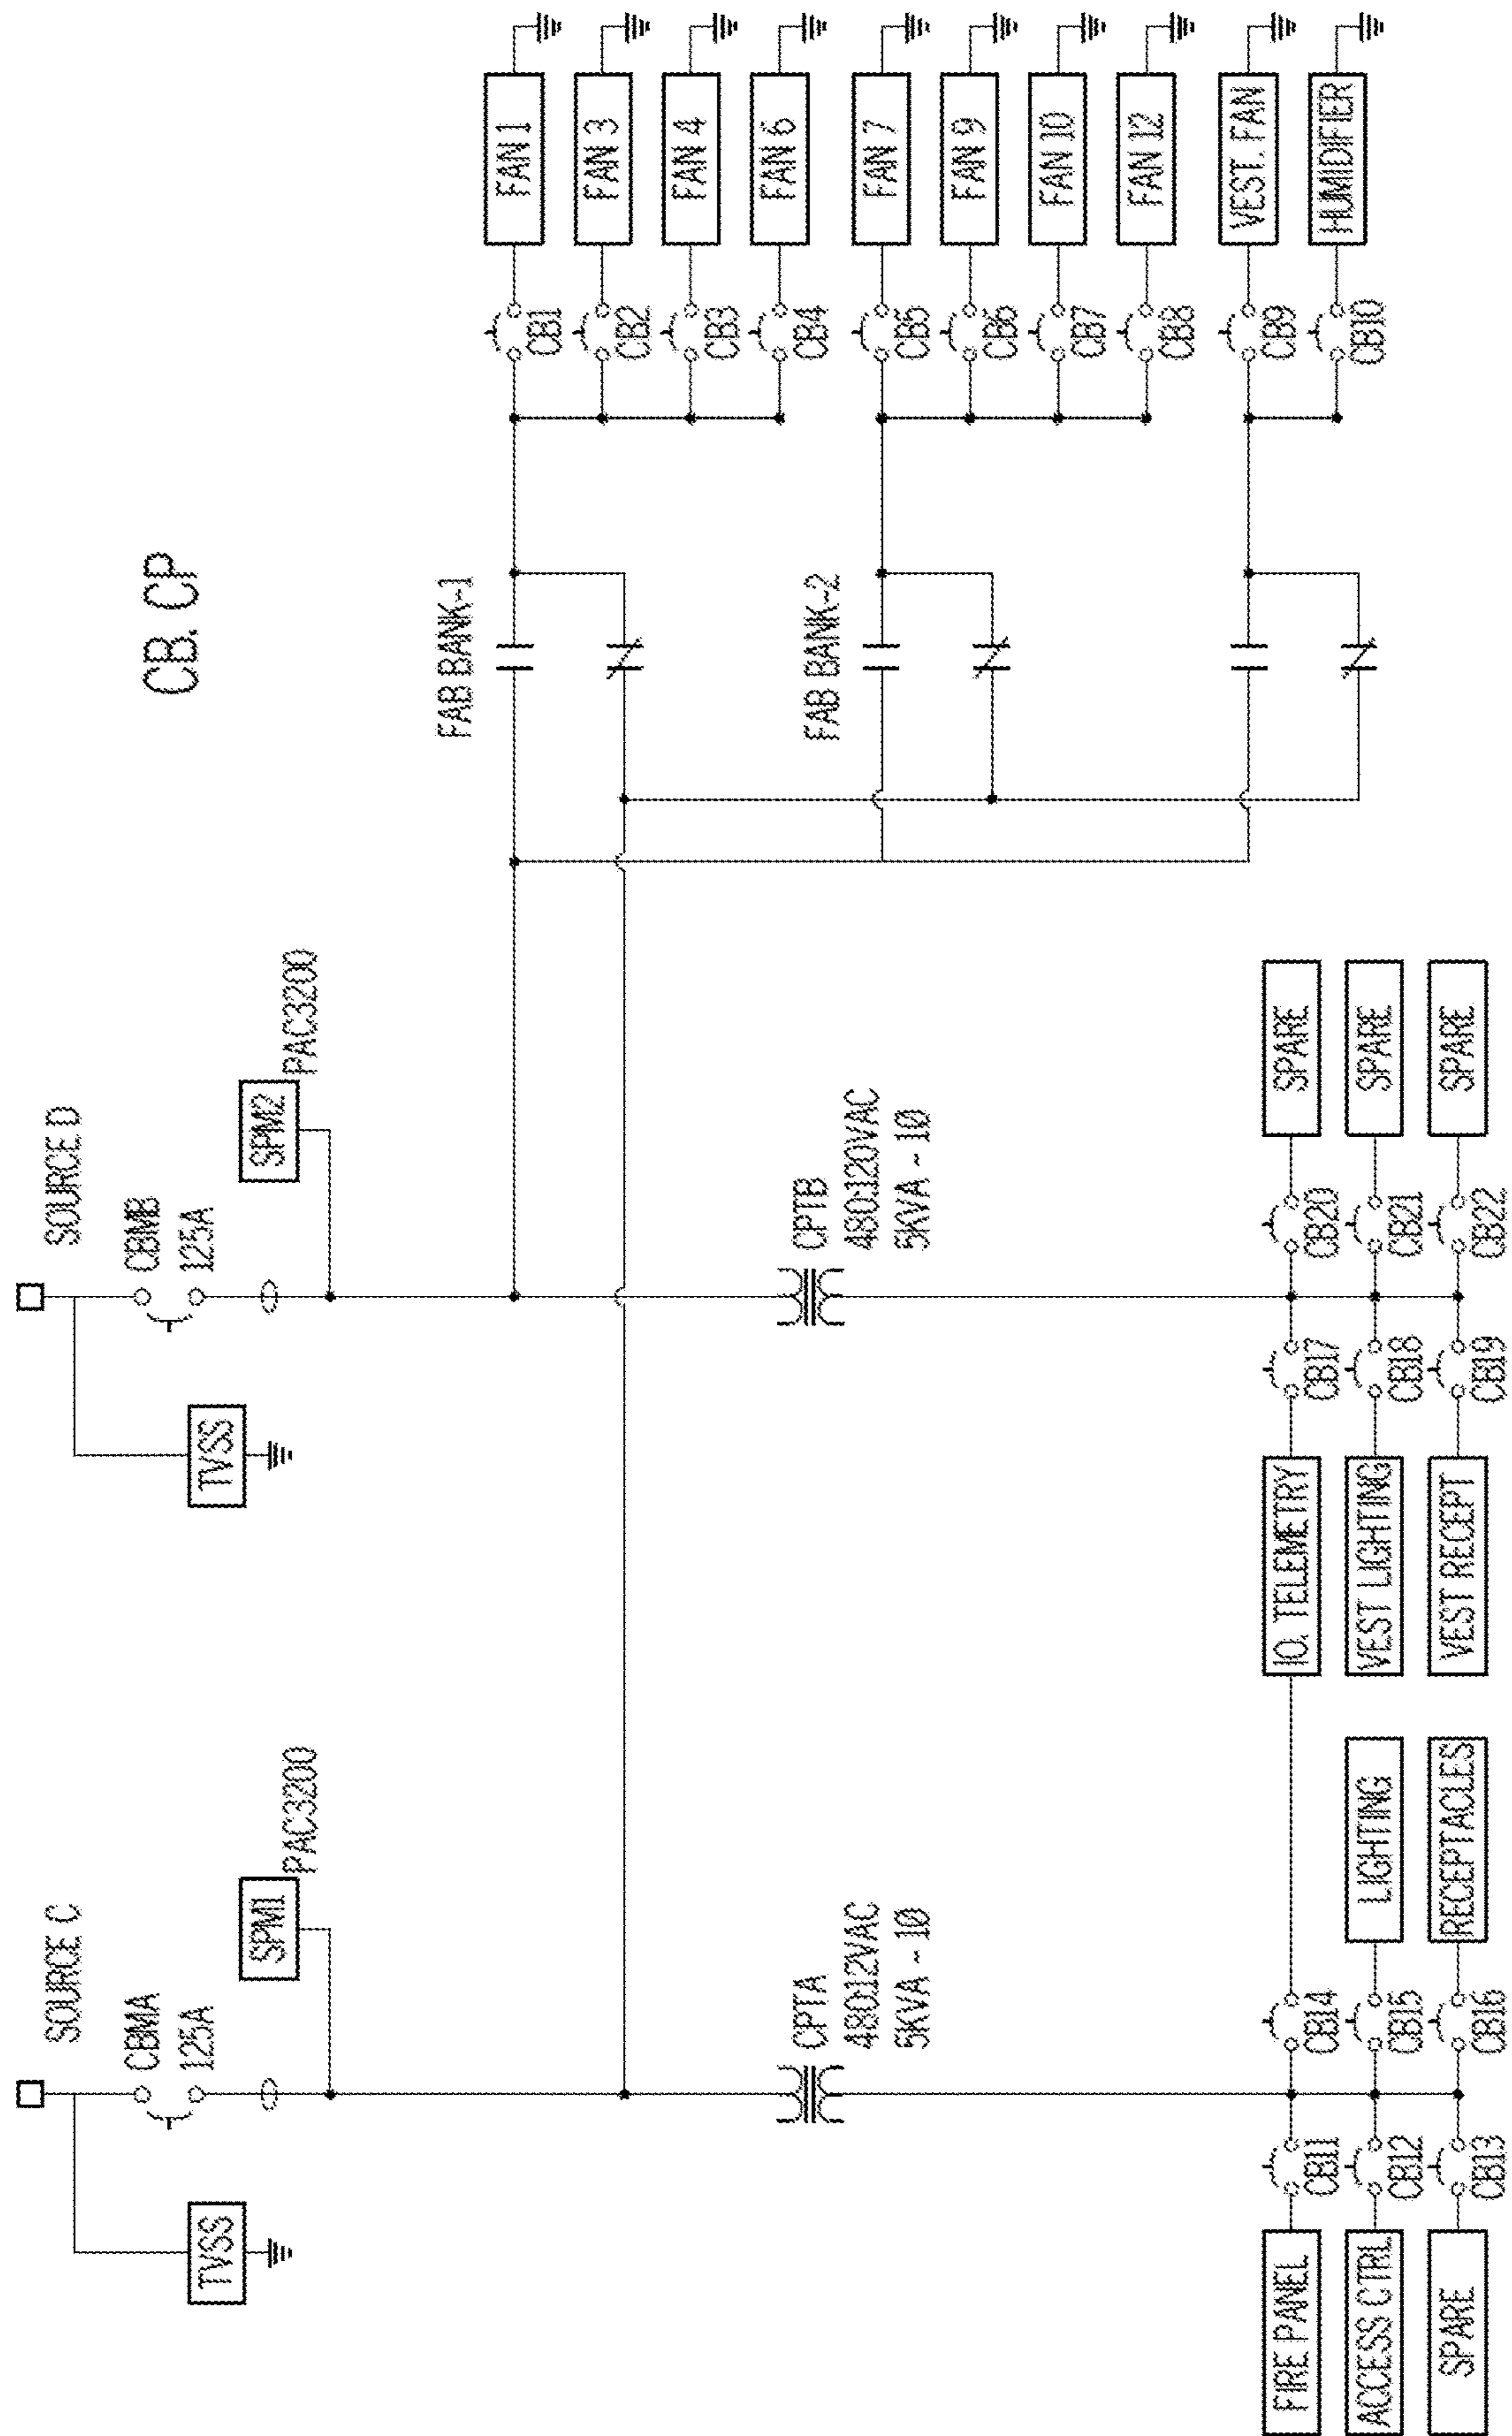 CB. CP
SOURCE C
CBMA
125A
TVSS
SPM1
PAC3200
SOURCE D
CBMB
125A
TVSS
SPM2
PAC3200
CPTA
480:12VAC
5KVA ~ 1Ø
CPTB
480:120VAC
5KVA ~ 1Ø
FAB BANK-1
FAB BANK-2
CB1
FAN 1
CB2
FAN 3
CB3
FAN 4
CB4
FAN 6
CB5
FAN 7
CB6
FAN 9
CB7
FAN 10
CB8
FAN 12
CB9
VEST. FAN
CB10
HUMIDIFIER
FIRE PANEL
CB11
CB14
IO. TELEMETRY
CB17
CB20
SPARE
ACCESS CTRL
CB12
CB15
LIGHTING
VEST LIGHTING
CB18
CB21
SPARE
SPARE
CB13
CB16
RECEPTACLES
VEST RECEPT
CB19
CB22
SPARE